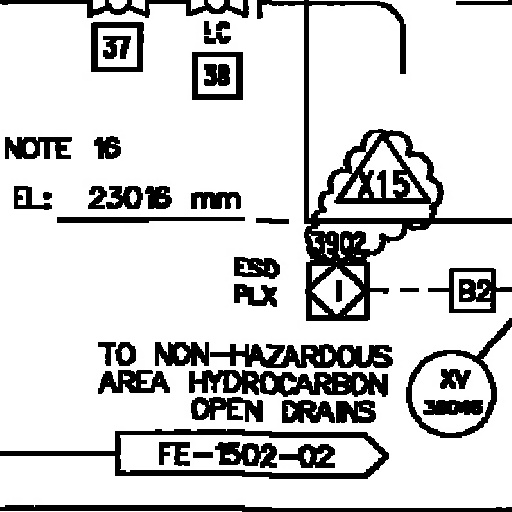 37
LC
38
NOTE 16
EL: 23016 mm
X15
3902
ESD
PLX
I
B2
TO NON-HAZARDOUS
AREA HYDROCARBON
OPEN DRAINS
XV
FE-1502-02